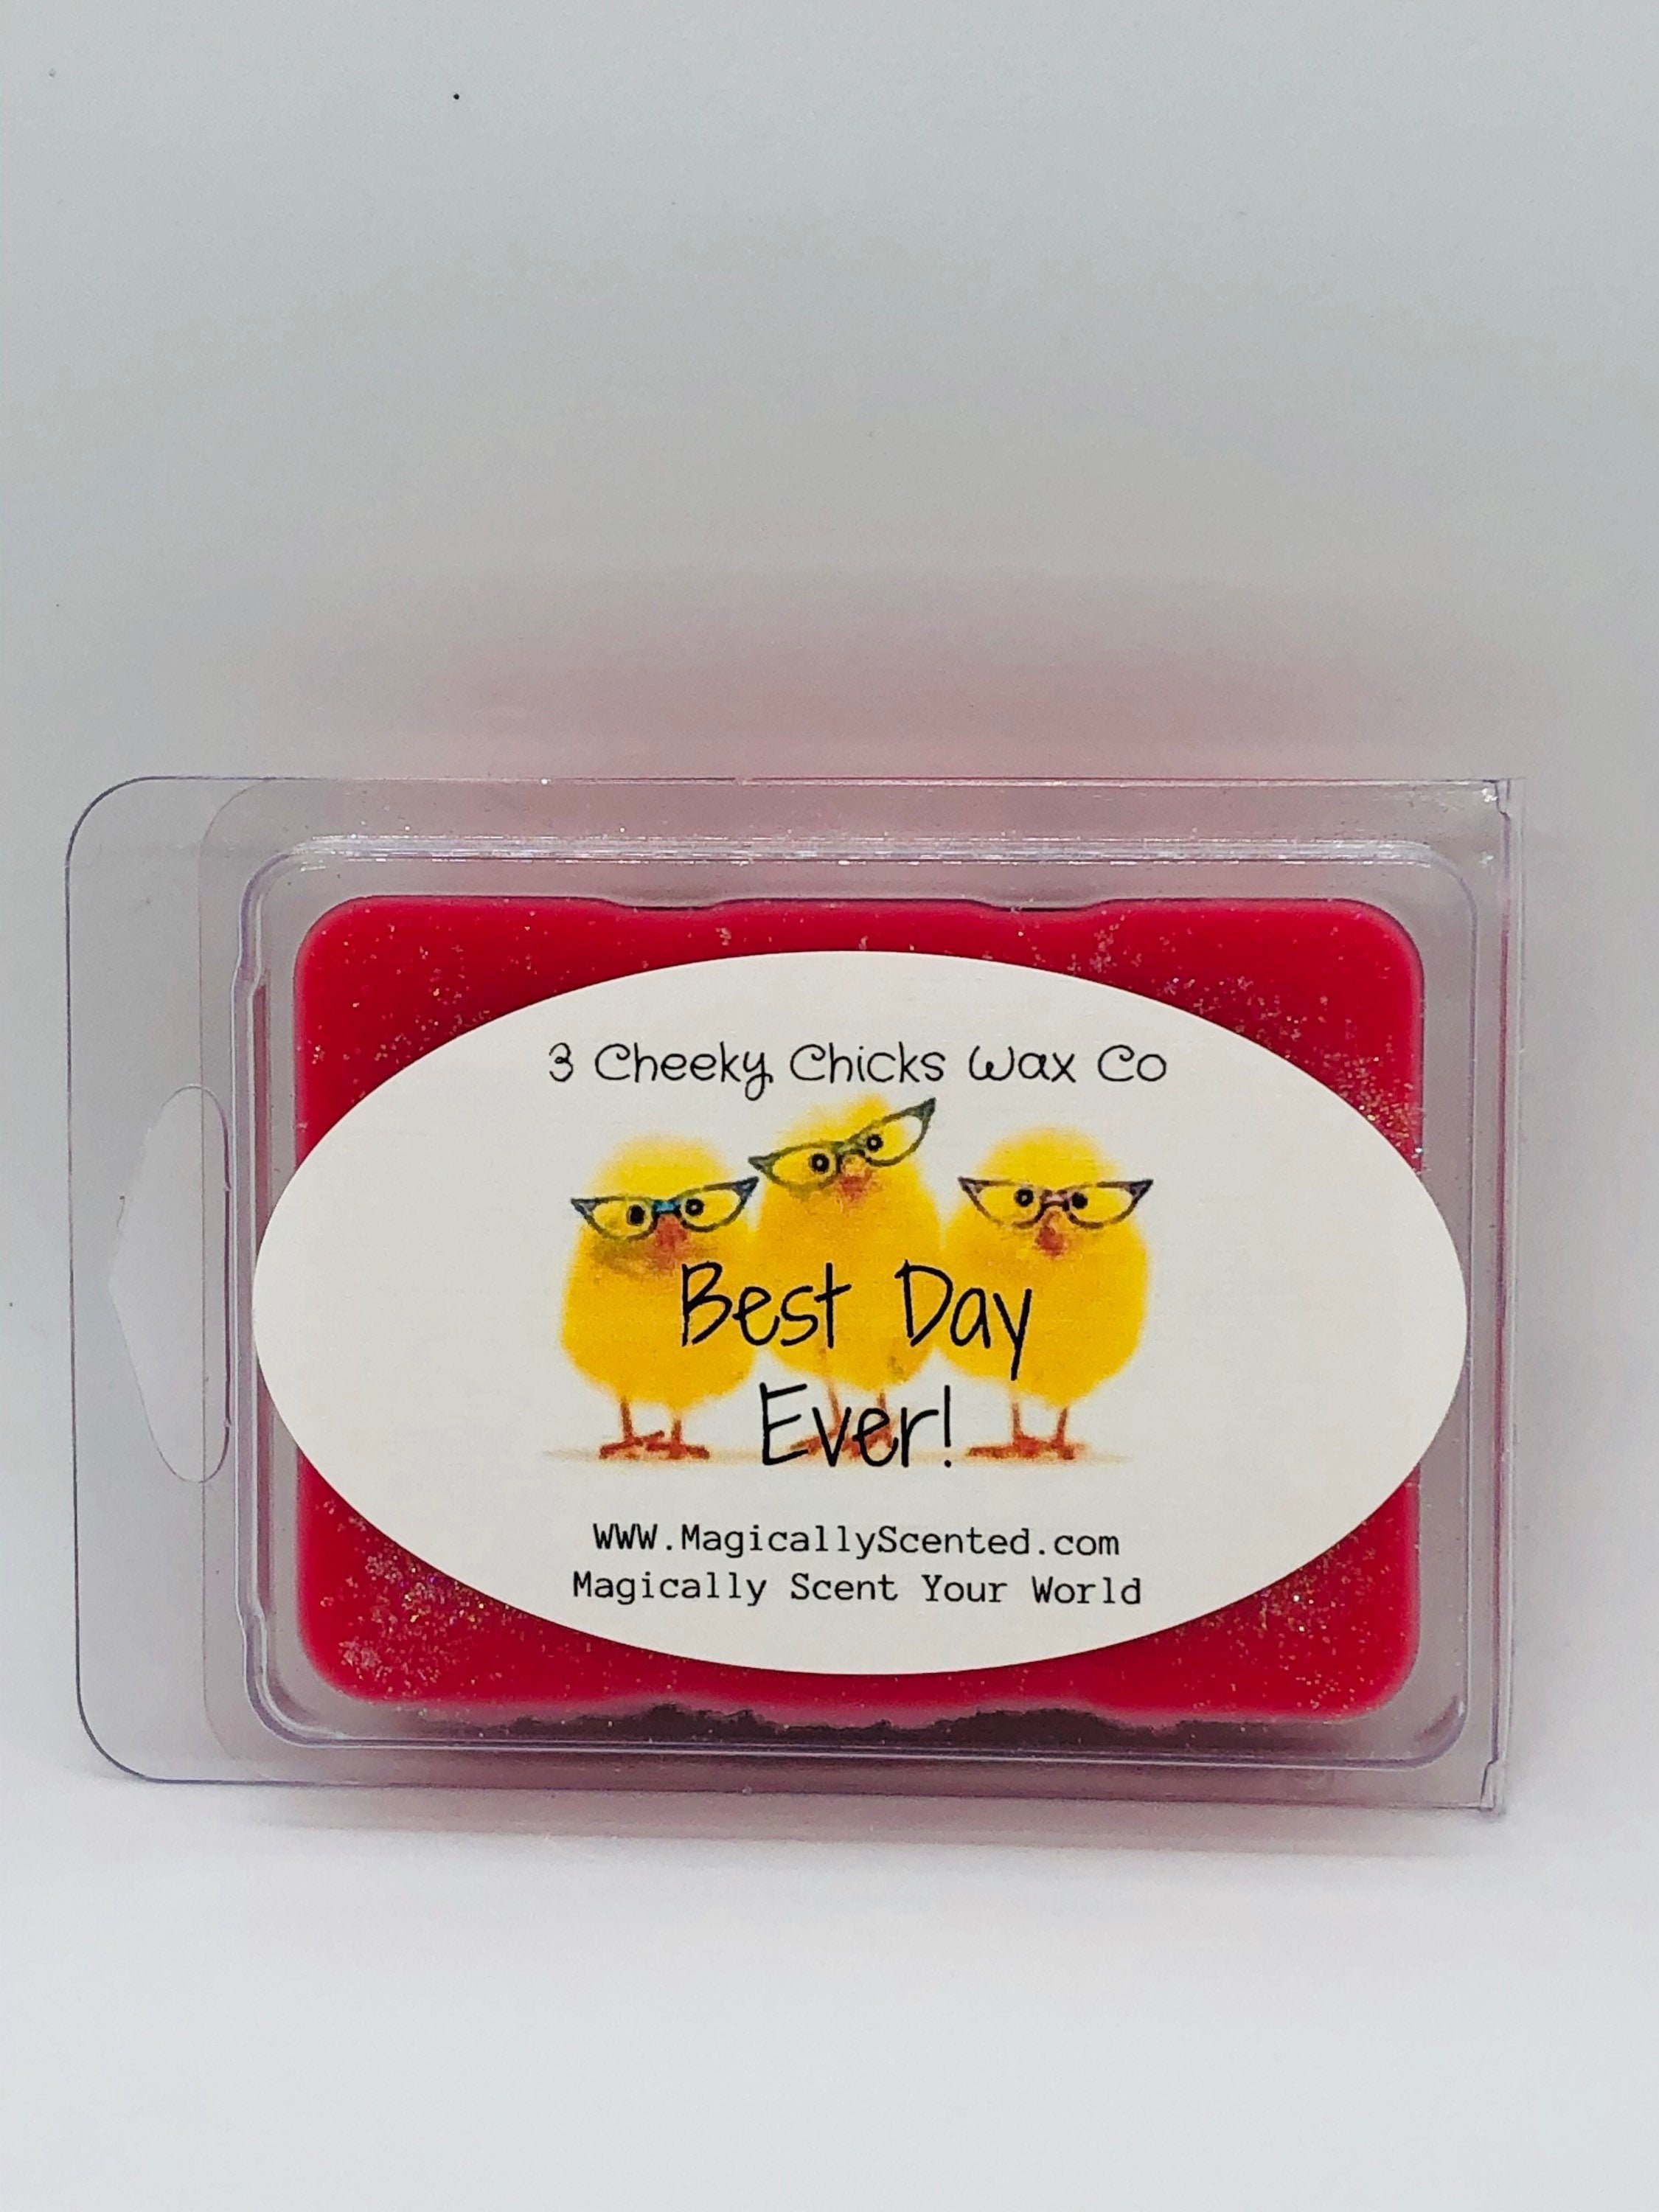 3 Cheeky Chicks Wax Co
Best Day
Ever!
WWW.MagicallyScented.com
Magically Scent Your World